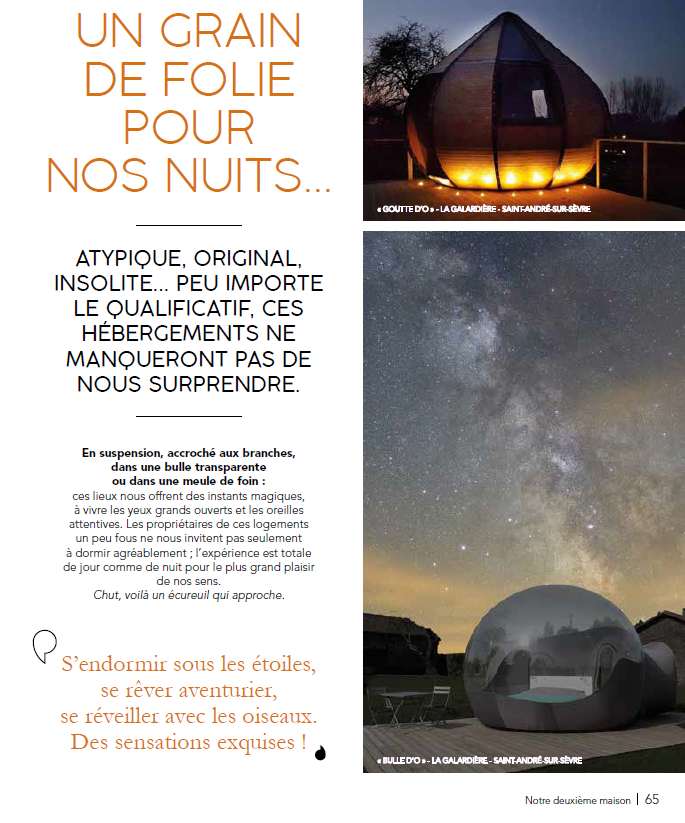 UN GRAIN
DE FOLIE
POUR
NOS NUITS...
ATYPIQUE, ORIGINAL,
INSOLITE... PEU IMPORTE
LE QUALIFICATIF, CES
HÉBERGEMENTS NE
MANQUERONT PAS DE
NOUS SURPRENDRE.
En suspension, accroché aux branches,
dans une bulle transparente
ou dans une meule de foin :
ces lieux nous offrent des instants magiques,
à vivre les yeux grands ouverts et les oreilles
attentives. Les propriétaires de ces logements
un peu fous ne nous invitent pas seulement
à dormir agréablement ; l'expérience est totale
de jour comme de nuit pour le plus grand plaisir
de nos sens.
Chut, voilà un écureuil qui approche.
S'endormir sous les étoiles,
se rêver aventurier,
se réveiller avec les oiseaux.
Des sensations exquises !
« GOUTTE D'O » - LA GALARDIÈRE - SAINT-ANDRÉ-SUR-SÈVRE
« BULLE D'O » - LA GALARDIÈRE - SAINT-ANDRÉ-SUR-SÈVRE
Notre deuxième maison | 65